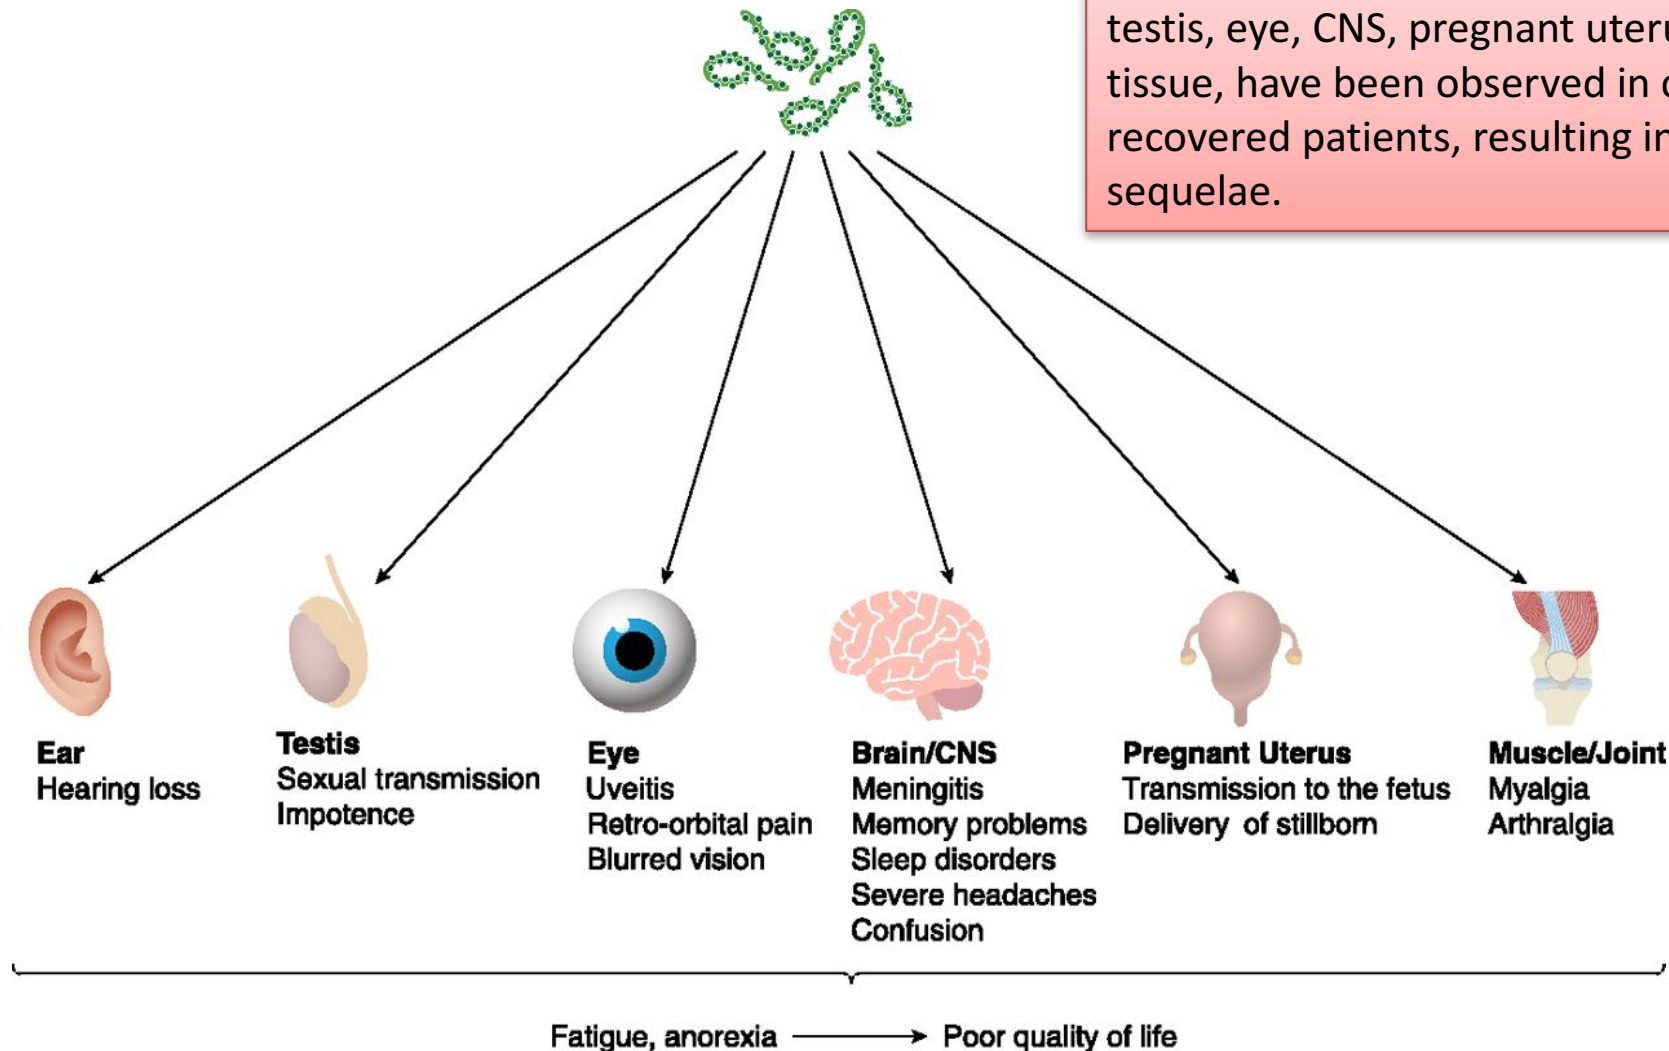 testis, eye, CNS, pregnant
tissue, have been observed in
recovered patients, resulting in
sequelae.
Ear
Hearing loss
Testis
Sexual transmission
Impotence
Eye
Uveitis
Retro-orbital pain
Blurred vision
Brain/CNS
Meningitis
Memory problems
Sleep disorders
Severe headaches
Confusion
Pregnant Uterus
Transmission to the fetus
Delivery of stillborn
Muscle/Joint
Myalgia
Arthralgia
Fatigue, anorexia
Poor quality of life